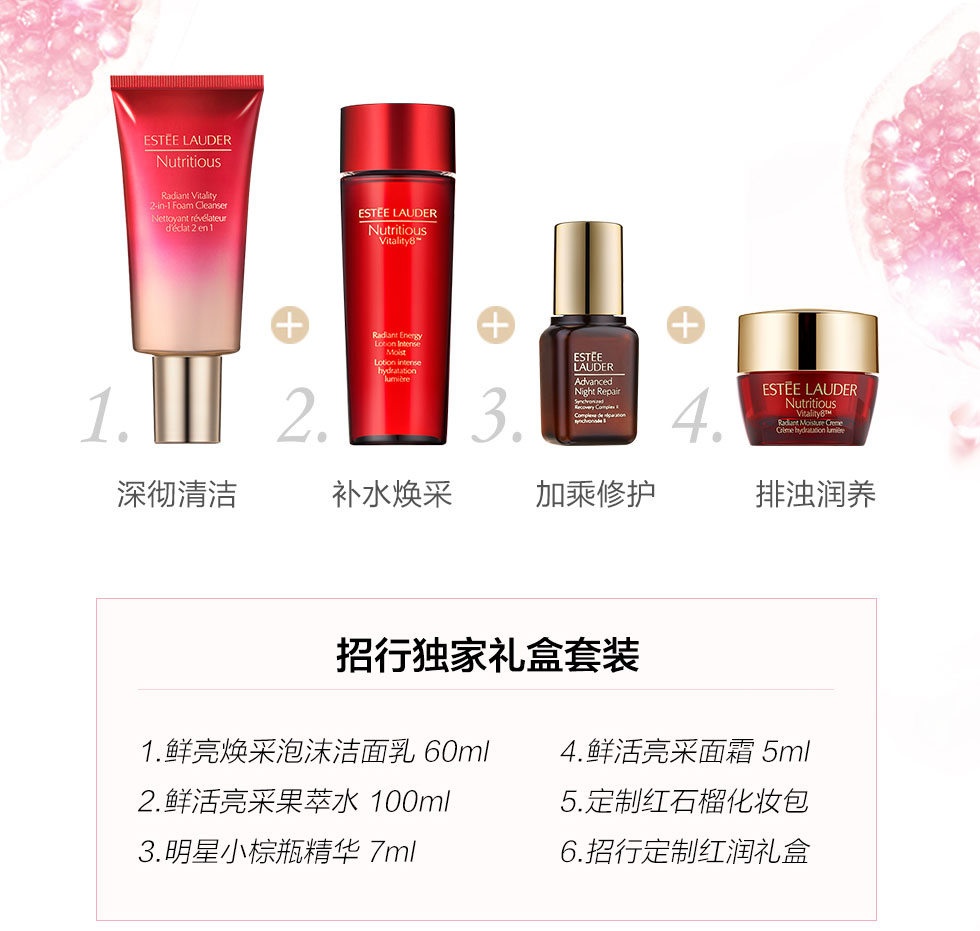 ESTĒE LAUDER
Nutritious
Radiant Vitality
2-in-1 Foam Cleanser
Nettoyant révélateur
d'éclat 2 en 1
ESTĒE LAUDER
Nutritious
Vitality8™
Radiant Energy
Lotion Intense
Moist
Lotion intense
hydratation
lumière
ESTĒE
LAUDER
Advanced
Night Repair
Synchronized
Recovery Complex II
Complexe de réparation
synchronisée II
ESTĒE LAUDER
Nutritious
Vitality8™
Radiant Moisture Creme
Crème hydratation lumière
1.
2.
3.
4.
深彻清洁
补水焕采
加乘修护
排浊润养
招行独家礼盒套装
1.鲜亮焕采泡沫洁面乳 60ml
2.鲜活亮采果萃水 100ml
3.明星小棕瓶精华 7ml
4.鲜活亮采面霜 5ml
5.定制红石榴化妆包
6.招行定制红润礼盒